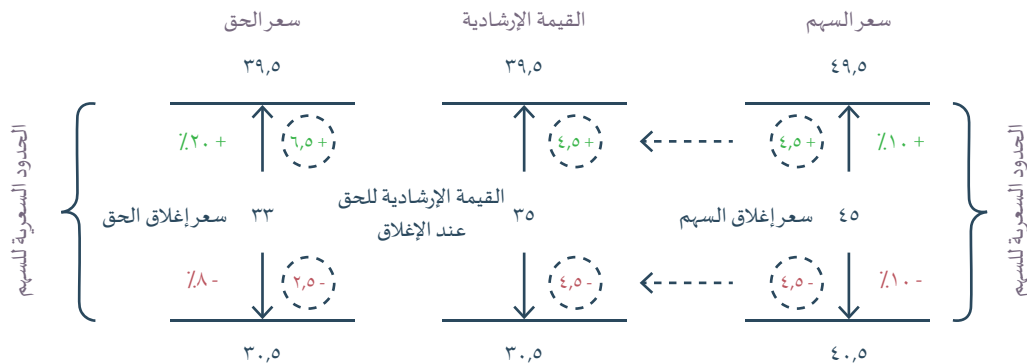 سعر السهم
القيمة الإرشادية
سعر الحق
٤٩,٥
٣٩,٥
٣٩,٥
+ ١٠٪
+ ٤,٥
+ ٤,٥
+ ٦,٥
+ ٢٠٪
الحدود السعرية للسهم
٤٥
سعر إغلاق السهم
٣٥
القيمة الإرشادية للحق
عند الإغلاق
٣٣
سعر إغلاق الحق
الحدود السعرية للسهم
- ١٠٪
- ٤,٥
- ٤,٥
- ٢,٥
- ٨٪
٤٠,٥
٣٠,٥
٣٠,٥